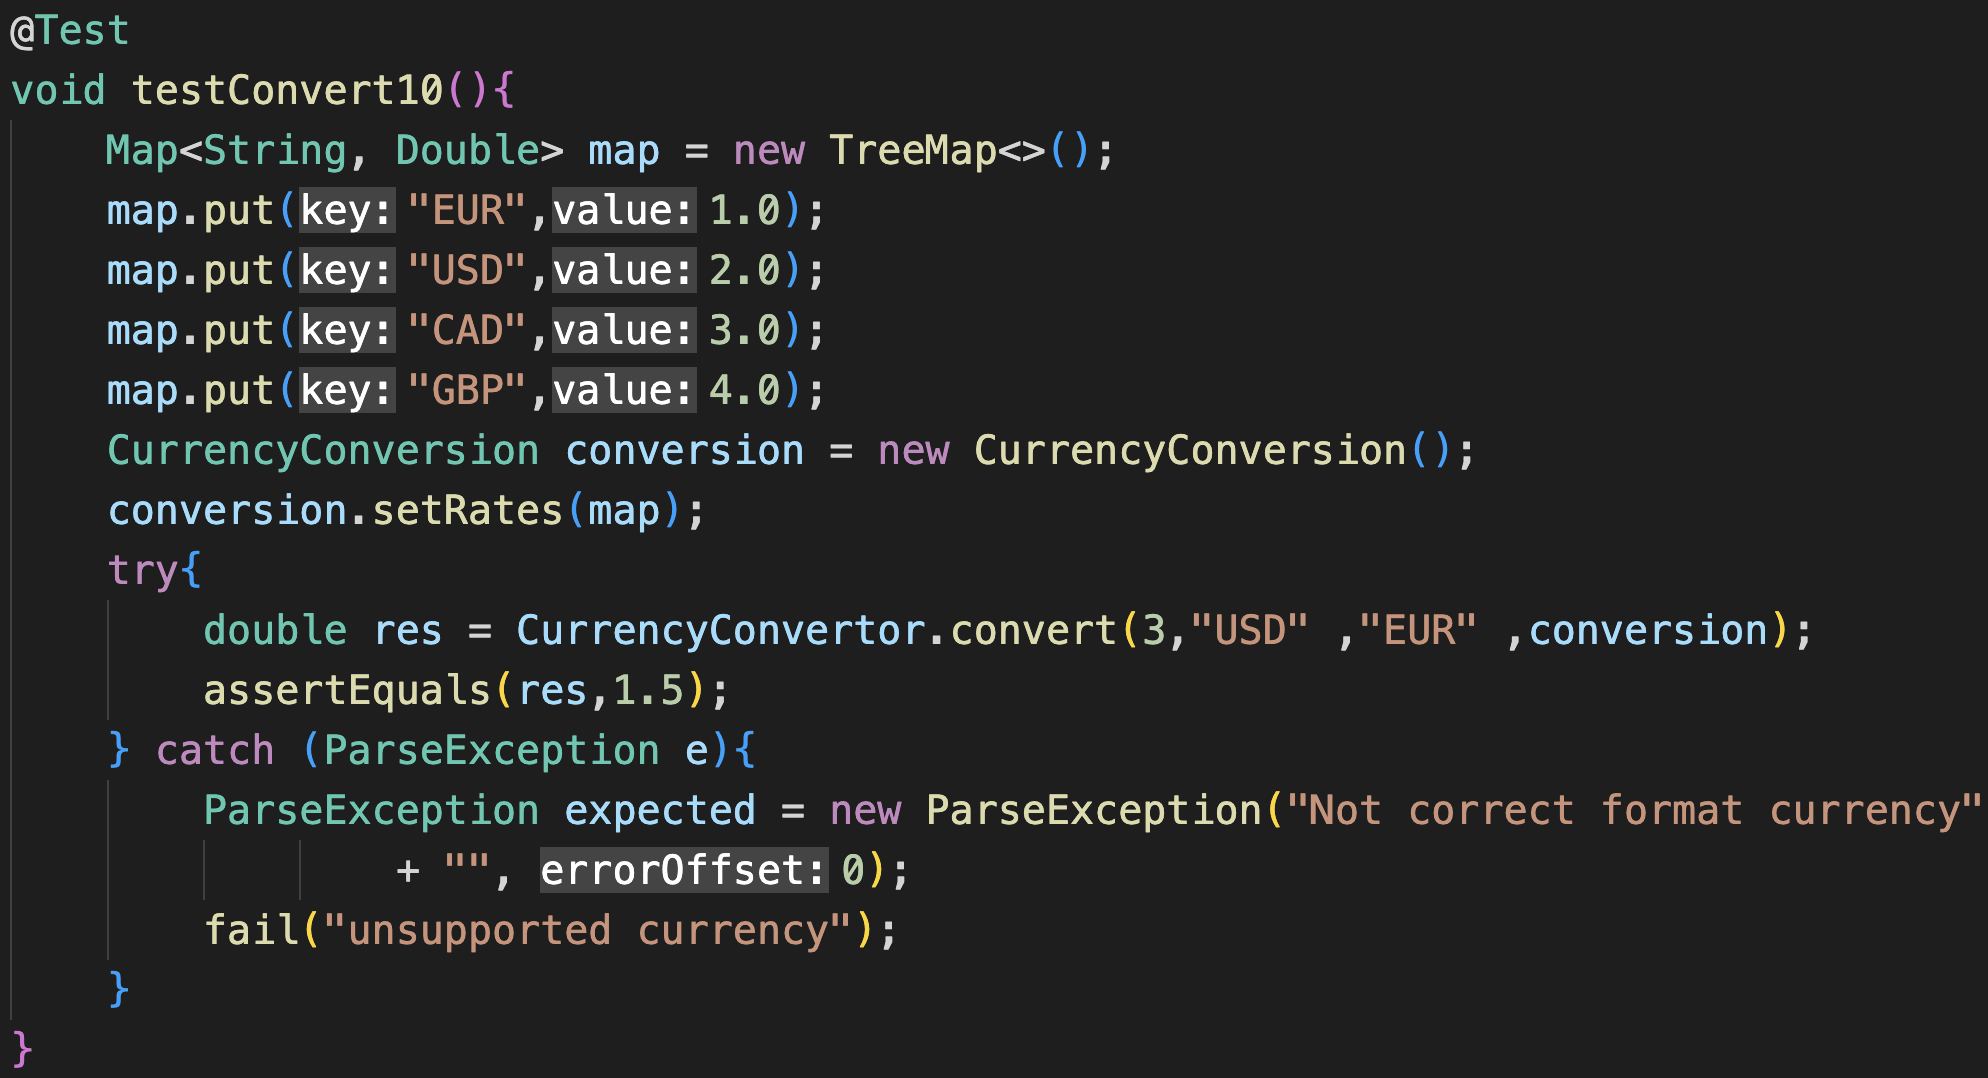 @Test
void testConvert10(){
    Map<String, Double> map = new TreeMap<>();
    map.put(key: "EUR",value: 1.0);
    map.put(key: "USD",value: 2.0);
    map.put(key: "CAD",value: 3.0);
    map.put(key: "GBP",value: 4.0);
    CurrencyConversion conversion = new CurrencyConversion();
    conversion.setRates(map);
    try{
        double res = CurrencyConvertor.convert(3,"USD" ,"EUR" ,conversion);
        assertEquals(res,1.5);
    } catch (ParseException e){
        ParseException expected = new ParseException("Not correct format currency"
                + "", errorOffset: 0);
        fail("unsupported currency");
    }
}